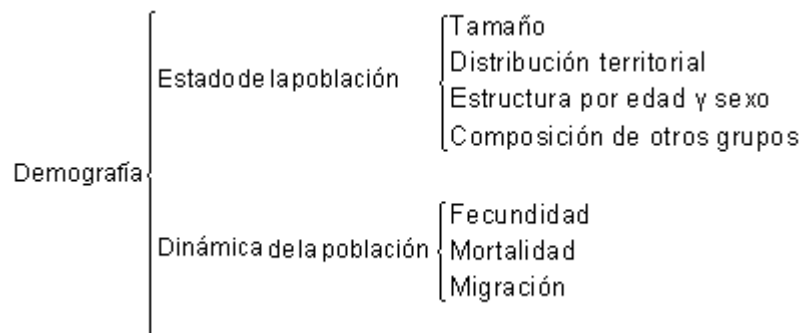 Demografía
Estado de la población
Tamaño
Distribución territorial
Estructura por edad y sexo
Composición de otros grupos
Dinámica de la población
Fecundidad
Mortalidad
Migración